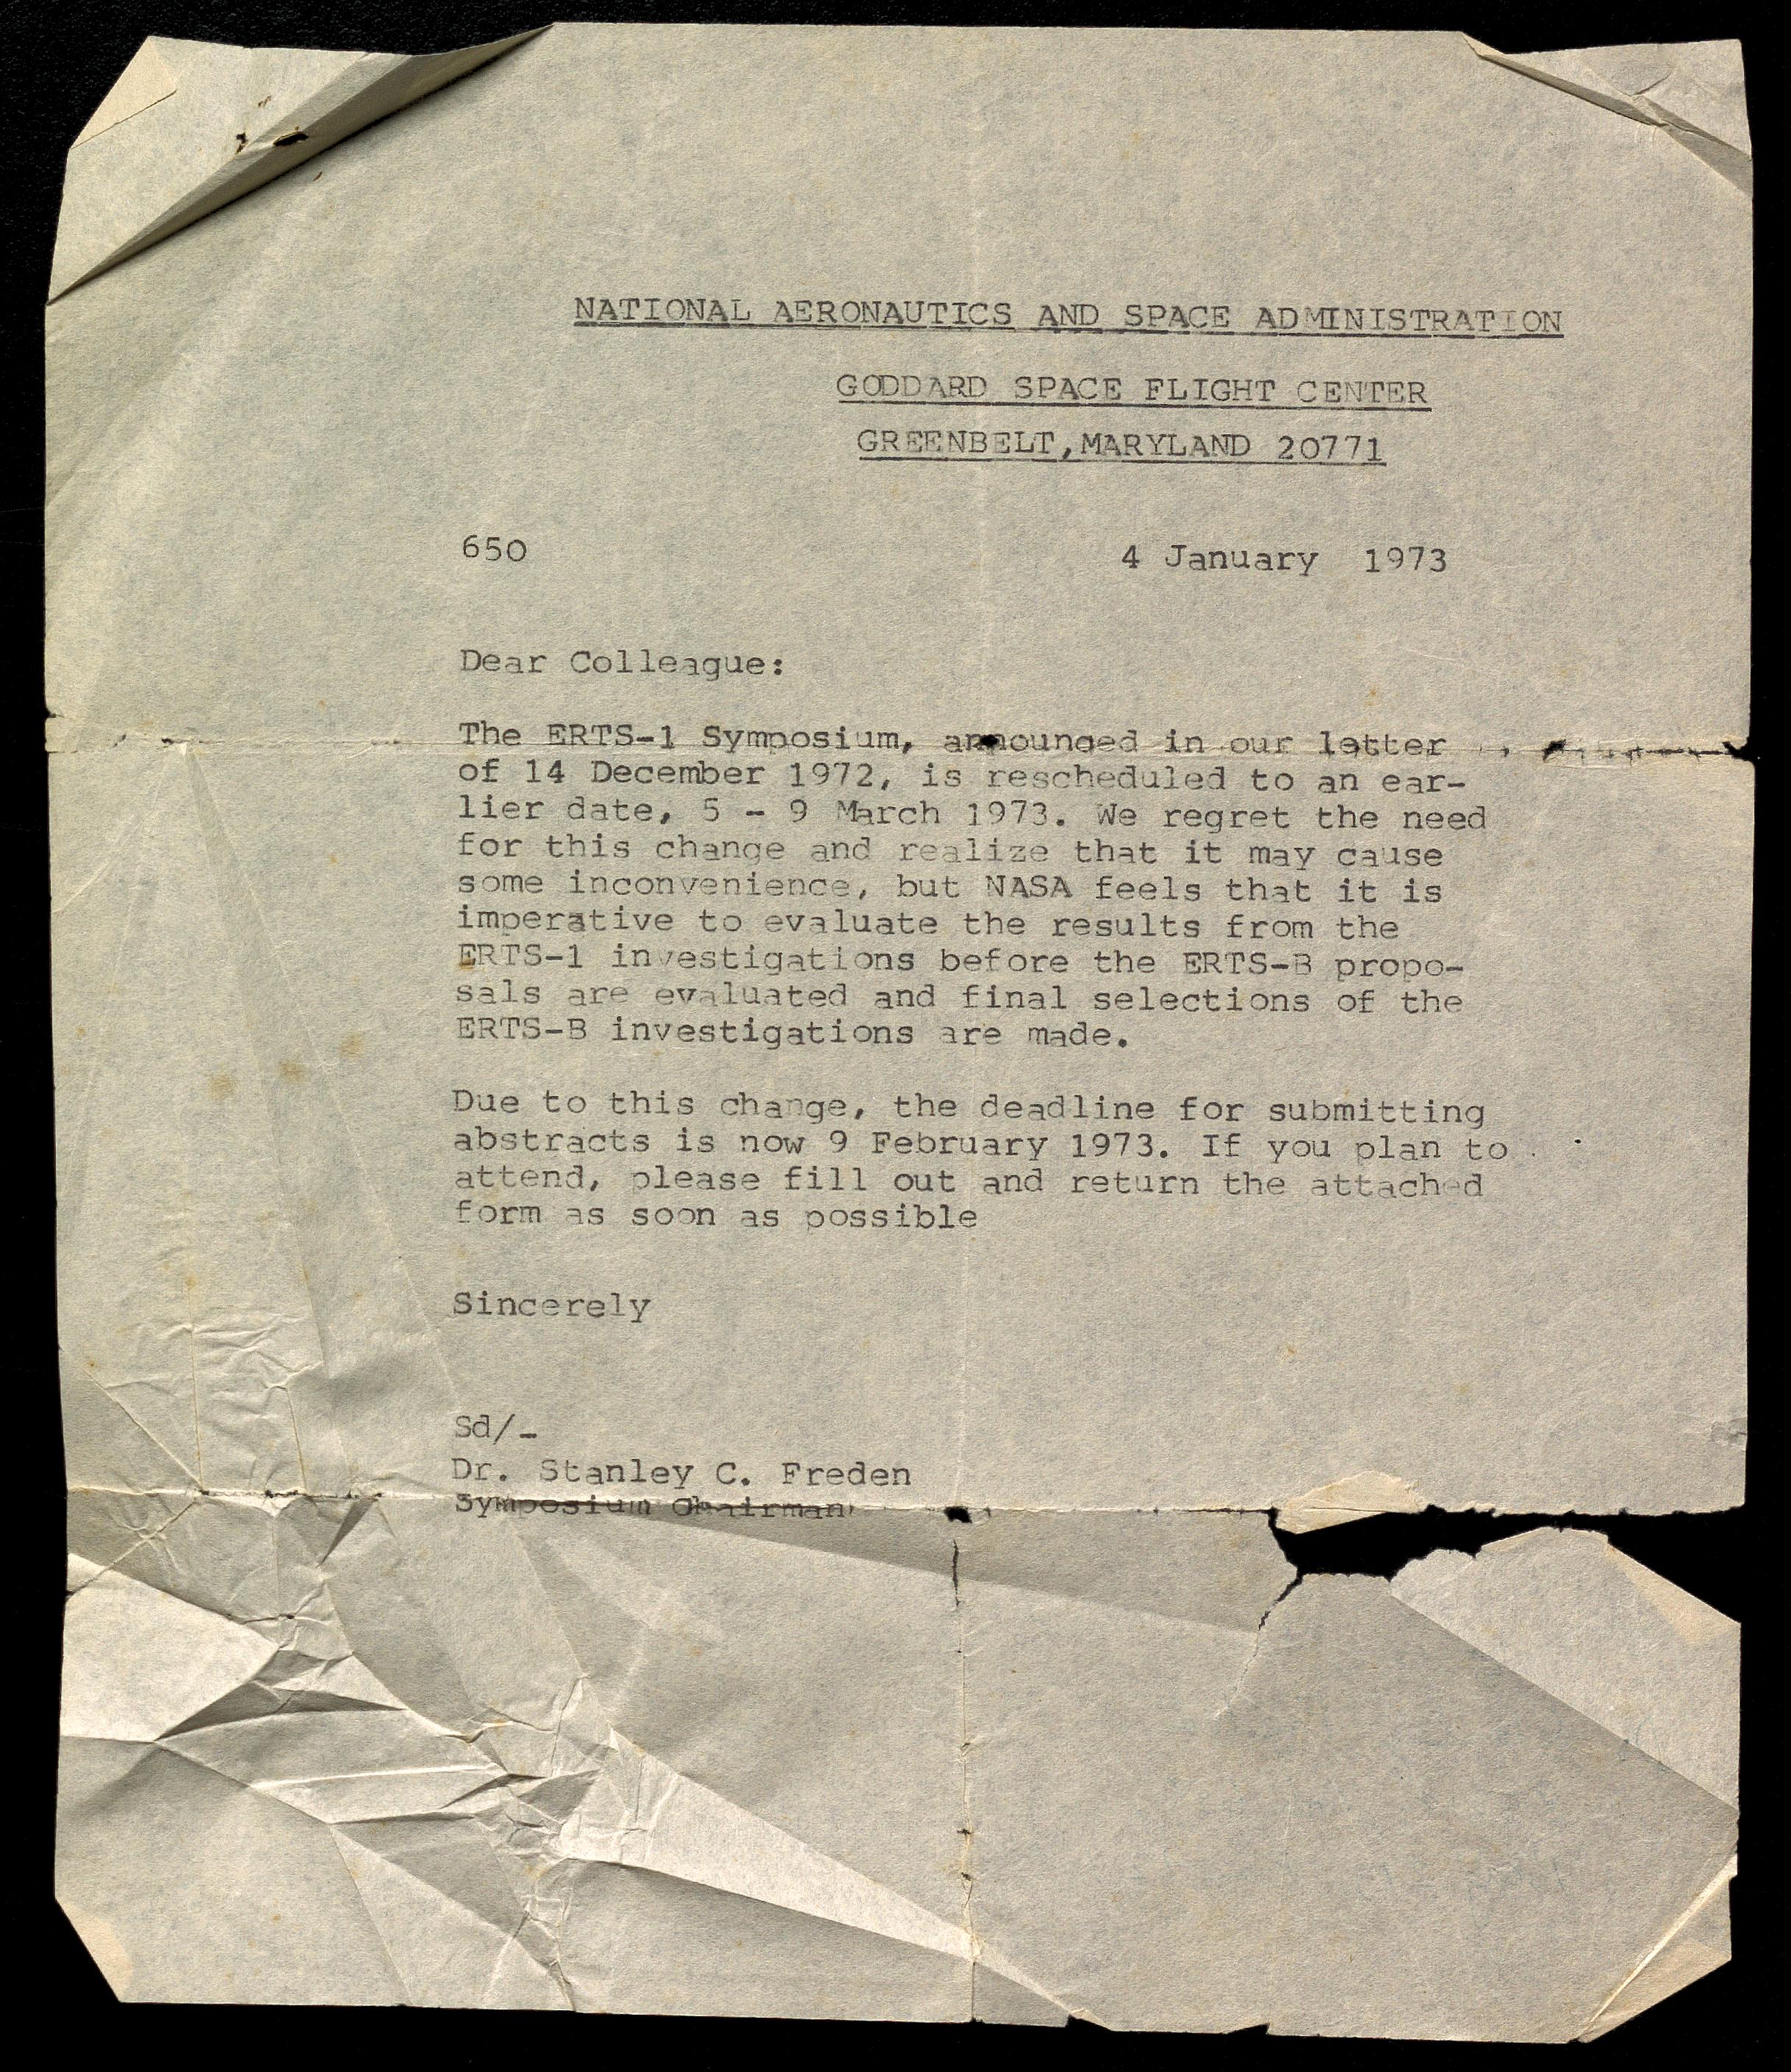 NATIONAL AERONAUTICS AND SPACE ADMINISTRATION
GODDARD SPACE FLIGHT CENTER
GREENBELT,MARYLAND 20771
650 4 January 1973
Dear Colleague:
The ERTS-1 Symposium, announced in our letter
of 14 December 1972, is rescheduled to an ear-
lier date, 5 - 9 March 1973. We regret the need
for this change and realize that it may cause
some inconvenience, but NASA feels that it is
imperative to evaluate the results from the
ERTS-1 investigations before the ERTS-B propo-
sals are evaluated and final selections of the
ERTS-B investigations are made.
Due to this change, the deadline for submitting
abstracts is now 9 February 1973. If you plan to
attend, please fill out and return the attached
form as soon as possible
Sincerely
Sd/-
Dr. Stanley C. Freden
Symposium Chairman